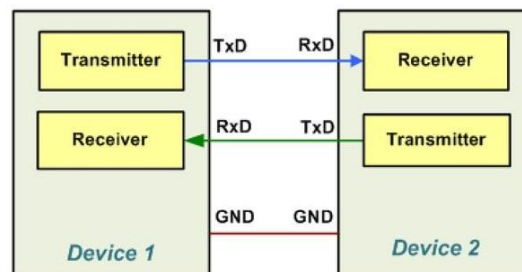 TxD RxD
Transmitter Receiver
RxD TxD
Receiver Transmitter
GND GND
Device 1 Device 2